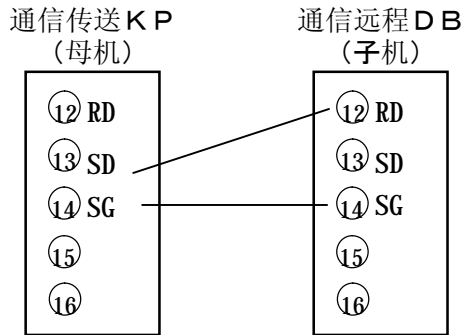 通信传送ＫＰ
（母机）
⑫ RD
⑬ SD
⑭ SG
⑮
⑯
通信远程ＤＢ
（子机）
⑫ RD
⑬ SD
⑭ SG
⑮
⑯